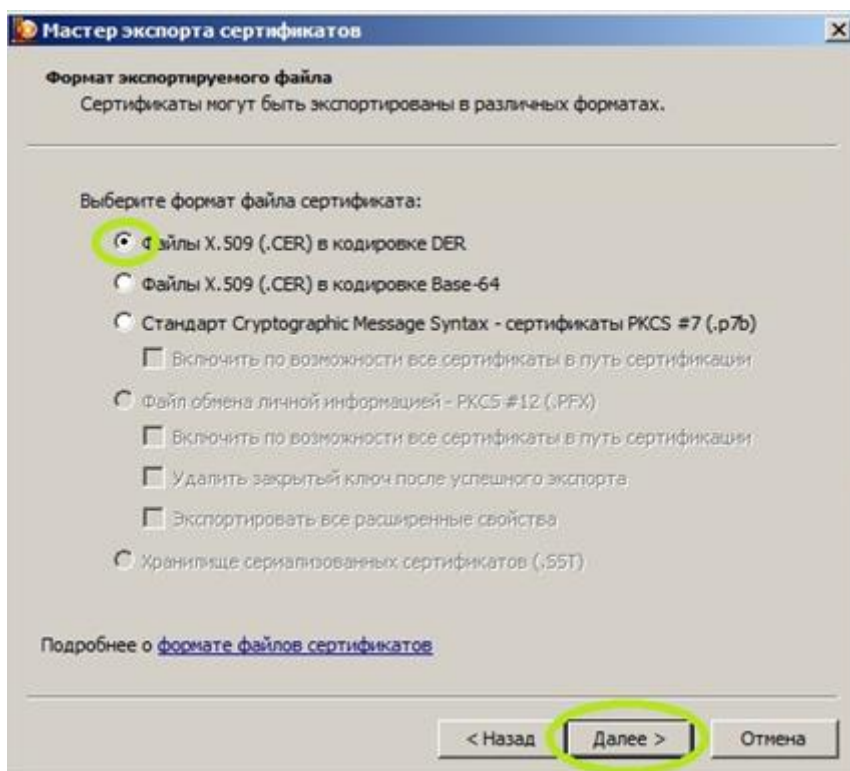 Мастер экспорта сертификатов
Формат экспортируемого файла
Сертификаты могут быть экспортированы в различных форматах.
Выберите формат файла сертификата:
Файлы X.509 (.CER) в кодировке DER
Файлы X.509 (.CER) в кодировке Base-64
Стандарт Cryptographic Message Syntax - сертификаты PKCS #7 (.p7b)
Включить по возможности все сертификаты в путь сертификации
Файл обмена личной информацией - PKCS #12 (.PFX)
Включить по возможности все сертификаты в путь сертификации
Удалить закрытый ключ после успешного экспорта
Экспортировать все расширенные свойства
Хранилище сериализованных сертификатов (.SST)
Подробнее о формате файлов сертификатов
< Назад Далее > Отмена